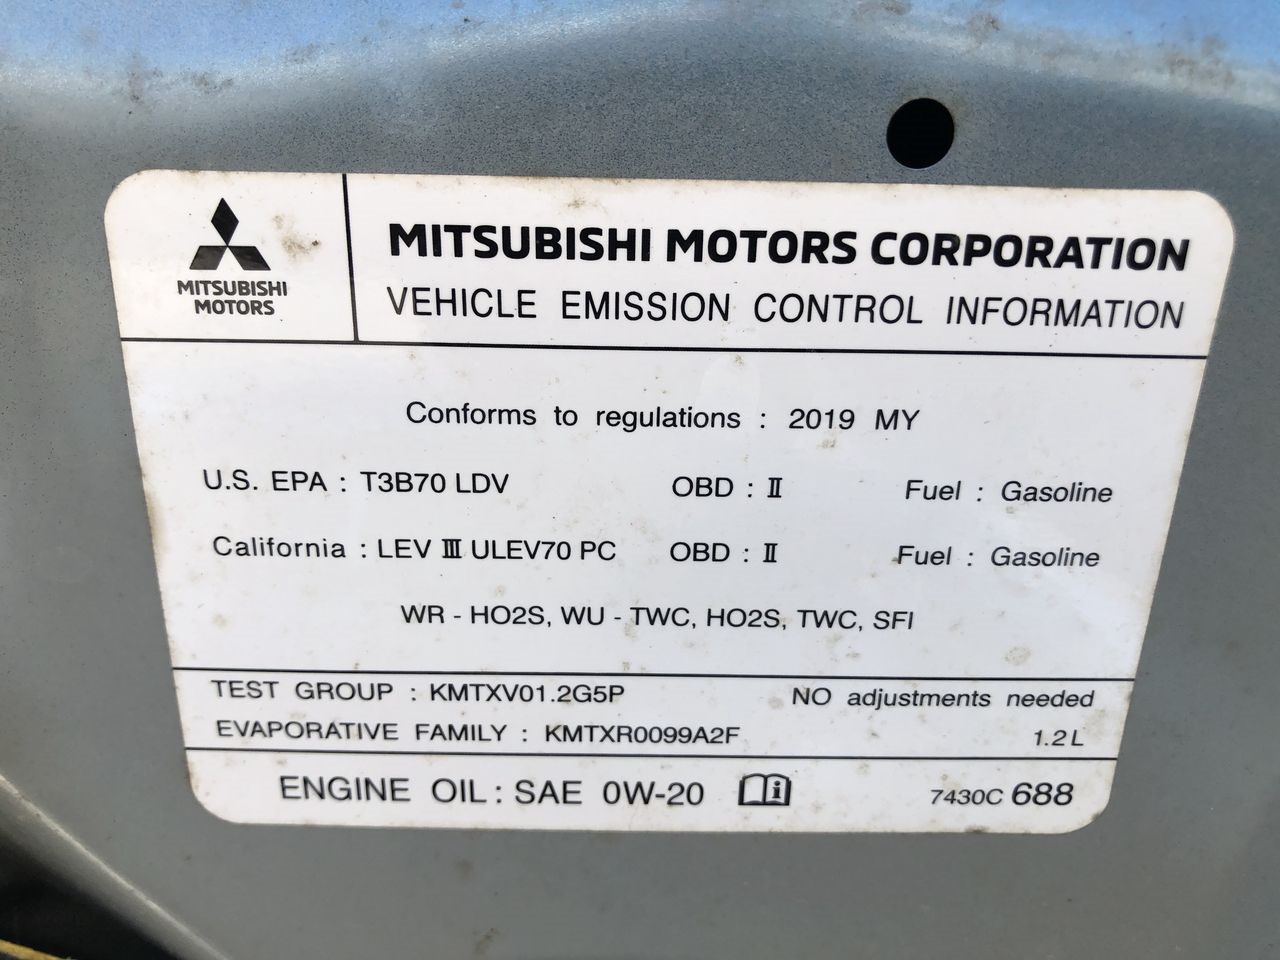 MITSUBISHI
MOTORS
MITSUBISHI MOTORS CORPORATION
VEHICLE EMISSION CONTROL INFORMATION
Conforms to regulations : 2019 MY
U.S. EPA : T3B70 LDV OBD : Ⅱ Fuel : Gasoline
California : LEV Ⅲ ULEV70 PC OBD : Ⅱ Fuel : Gasoline
WR - HO2S, WU - TWC, HO2S, TWC, SFI
TEST GROUP : KMTXV01.2G5P NO adjustments needed
EVAPORATIVE FAMILY : KMTXR0099A2F 1.2L
ENGINE OIL : SAE 0W-20 7430C 688